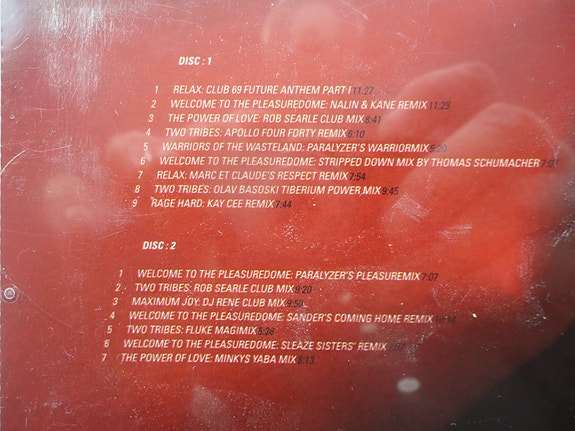 DISC : 1
1 RELAX: CLUB 69 FUTURE ANTHEM PART I 11:27
2 WELCOME TO THE PLEASUREDOME: NALIN & KANE REMIX 11:29
3 THE POWER OF LOVE: ROB SEARLE CLUB MIX 8:41
4 TWO TRIBES: APOLLO FOUR FORTY REMIX 6:10
5 WARRIORS OF THE WASTELAND: PARALYZER'S WARRIORMIX
6 WELCOME TO THE PLEASUREDOME: STRIPPED DOWN MIX BY THOMAS SCHUMACHER
7 RELAX: MARC ET CLAUDE'S RESPECT REMIX 7:54
8 TWO TRIBES: OLAV BASOSKI TIBERIUM POWER MIX 9:45
9 RAGE HARD: KAY CEE REMIX 7:44
DISC : 2
1 WELCOME TO THE PLEASUREDOME: PARALYZER'S PLEASUREMIX 7:07
2 TWO TRIBES: ROB SEARLE CLUB MIX 9:20
3 MAXIMUM JOY: DJ RENE CLUB MIX
4 WELCOME TO THE PLEASUREDOME: SANDER'S COMING HOME REMIX
5 TWO TRIBES: FLUKE MAGIMIX
6 WELCOME TO THE PLEASUREDOME: SLEAZE SISTERS' REMIX
7 THE POWER OF LOVE: MINKYS YABA MIX